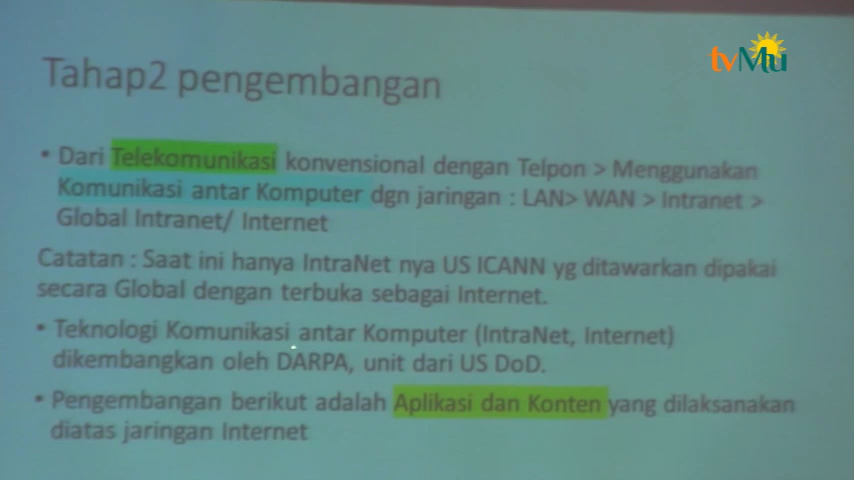 tvMu
Tahap2 pengembangan
• Dari Telekomunikasi konvensional dengan Telpon > Menggunakan
Komunikasi antar Komputer dgn jaringan : LAN> WAN > Intranet >
Global Intranet/ Internet
Catatan : Saat ini hanya IntraNet nya US ICANN yg ditawarkan dipakai
secara Global dengan terbuka sebagai Internet.
• Teknologi Komunikasi antar Komputer (IntraNet, Internet)
dikembangkan oleh DARPA, unit dari US DoD.
• Pengembangan berikut adalah Aplikasi dan Konten yang dilaksanakan
diatas jaringan Internet